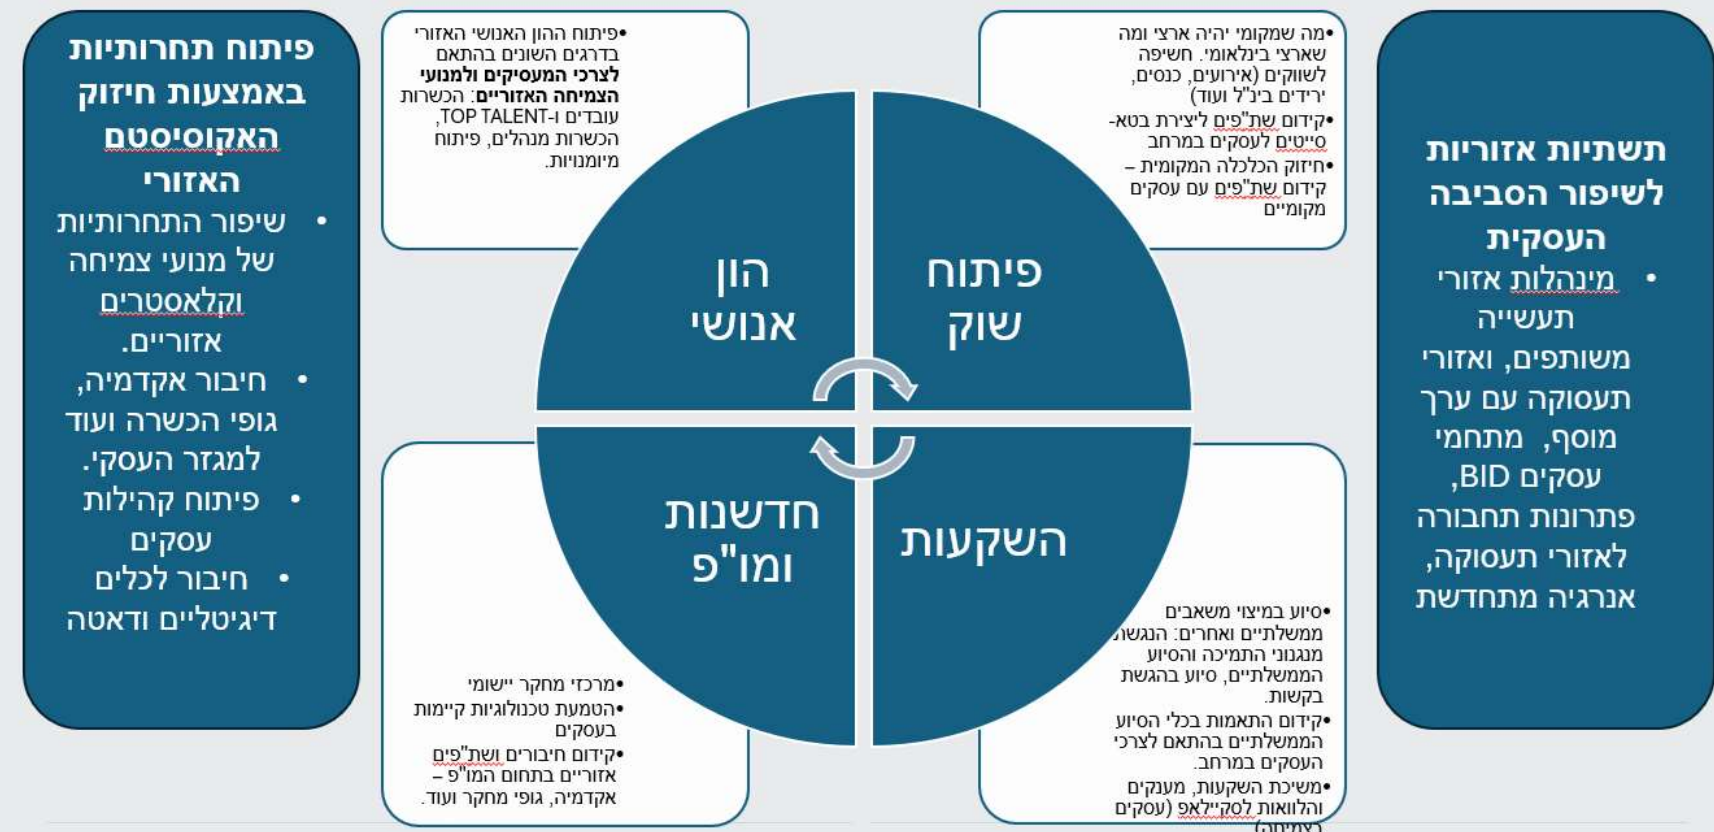 תשתיות אזוריות
לשיפור הסביבה
העסקית
• מינהלות אזורי
תעשייה
משותפים, ואזורי
תעסוקה עם ערך
מוסף, מתחמי
עסקים BID,
פתרונות תחבורה
לאזורי תעסוקה,
אנרגיה מתחדשת
•מה שמקומי יהיה ארצי ומה
שארצי בינלאומי. חשיפה
לשווקים (אירועים, כנסים,
ירידים בינ"ל ועוד)
•קידום שת"פים ליצירת בטא-
סייטים לעסקים במרחב
•חיזוק הכלכלה המקומית –
קידום שת"פים עם עסקים
מקומיים
פיתוח
שוק
הון
אנושי
•פיתוח ההון האנושי האזורי
בדרגים השונים בהתאם
לצרכי המעסיקים ולמנועי
הצמיחה האזוריים: הכשרות
עובדים ו-TOP TALENT,
הכשרות מנהלים, פיתוח
מיומנויות.
השקעות
•סיוע במיצוי משאבים
ממשלתיים ואחרים: הנגשת
מנגנוני התמיכה והסיוע
הממשלתיים, סיוע בהגשת
בקשות.
•קידום התאמות בכלי הסיוע
הממשלתיים בהתאם לצרכי
העסקים במרחב.
•משיכת השקעות, מענקים
והלוואות לסקיילאפ (עסקים
בצמיחה)
חדשנות
ומו"פ
•מרכזי מחקר יישומי
•הטמעת טכנולוגיות קיימות
בעסקים
•קידום חיבורים ושת"פים
אזוריים בתחום המו"פ –
אקדמיה, גופי מחקר ועוד.
פיתוח תחרותיות
באמצעות חיזוק
האקוסיסטם
האזורי
• שיפור התחרותיות
של מנועי צמיחה
וקלאסטרים
אזוריים.
• חיבור אקדמיה,
גופי הכשרה ועוד
למגזר העסקי.
• פיתוח קהילות
עסקים
• חיבור לכלים
דיגיטליים ודאטה